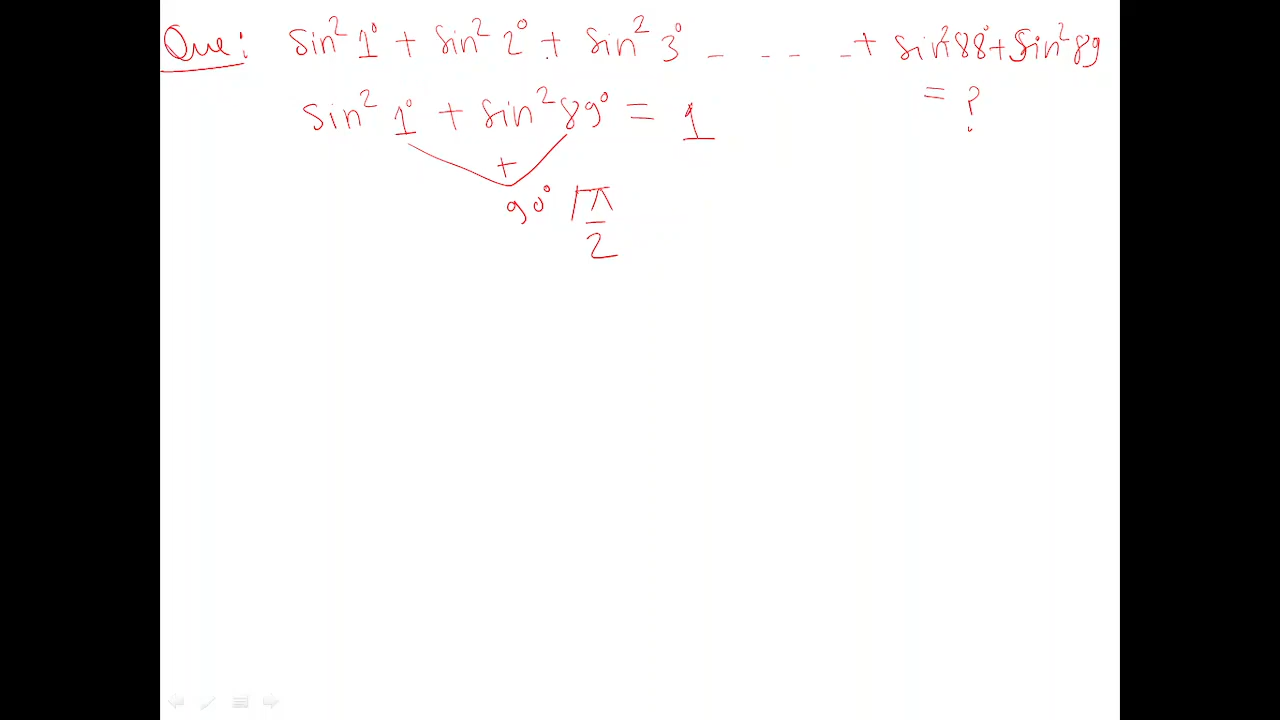 Que: sin² 1° + sin² 2° + sin² 3° - - - - + sin² 88° + sin² 89
= ?
sin² 1° + sin² 89° = 1
+
90° | π/2